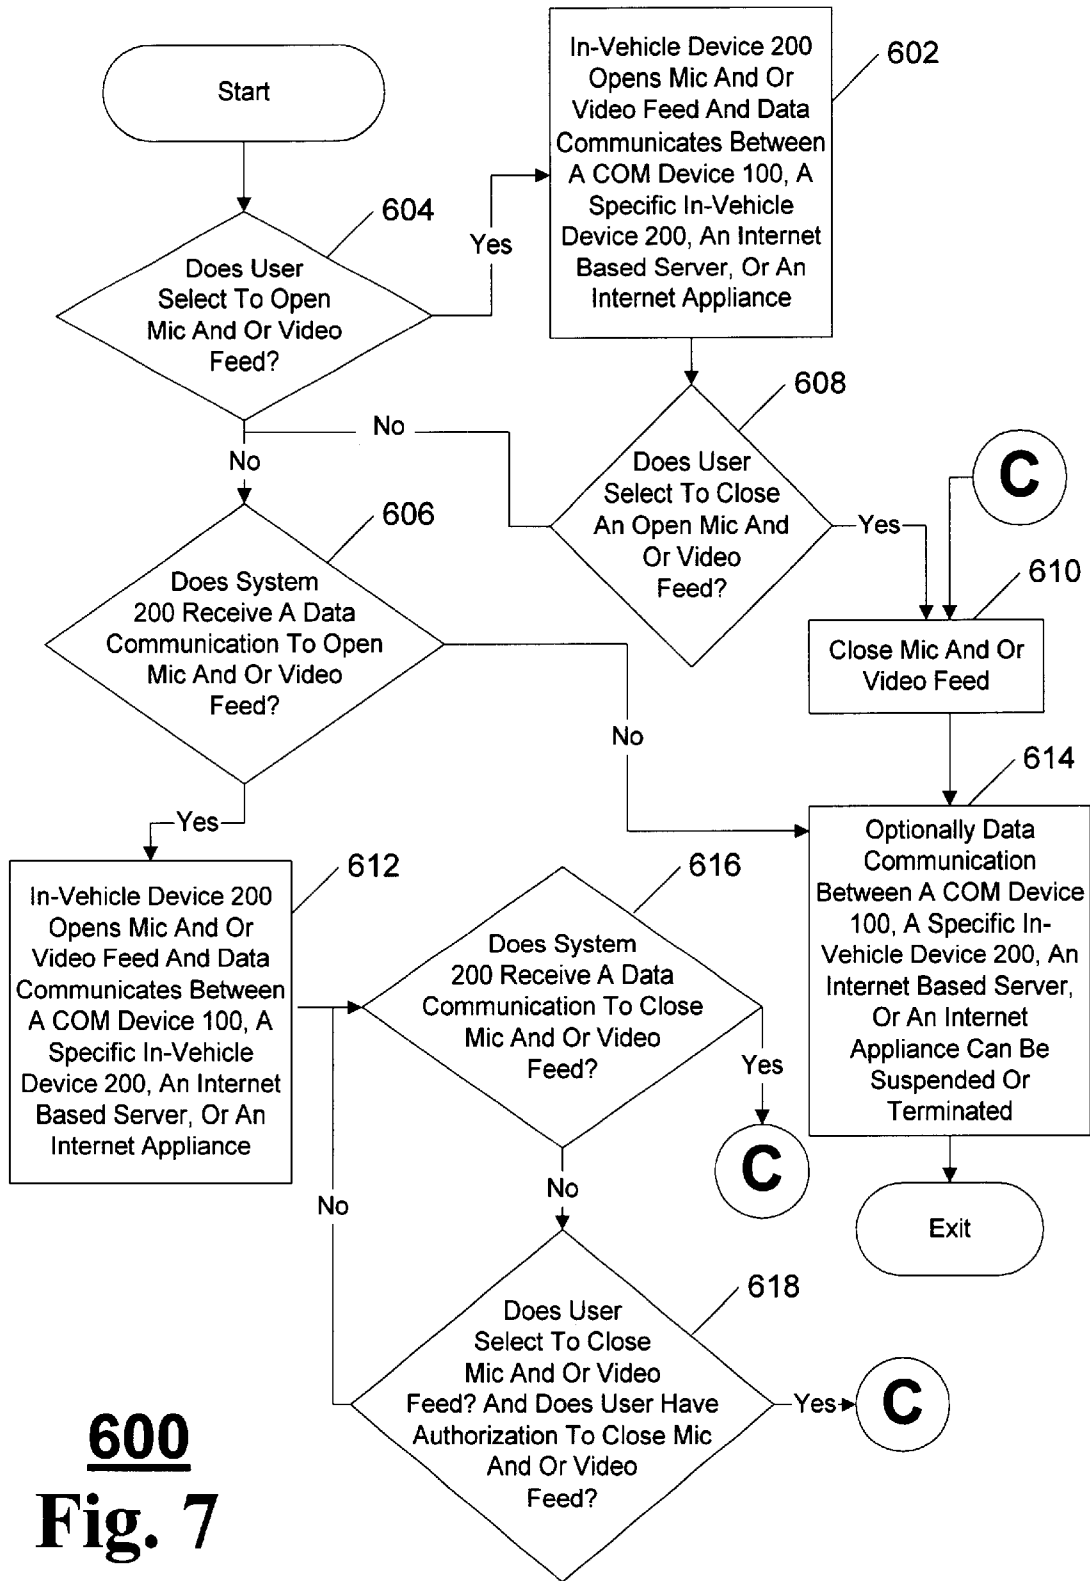 Start
In-Vehicle Device 200
Opens Mic And Or
Video Feed And Data
Communicates Between
A COM Device 100, A
Specific In-Vehicle
Device 200, An Internet
Based Server, Or An
Internet Appliance
602
604
Does User
Select To Open
Mic And Or Video
Feed?
Yes
No
No
608
Does User
Select To Close
An Open Mic And
Or Video
Feed?
Yes
C
606
Does System
200 Receive A Data
Communication To Open
Mic And Or Video
Feed?
No
Yes
610
Close Mic And Or
Video Feed
614
Optionally Data
Communication
Between A COM Device
100, A Specific In-
Vehicle Device 200, An
Internet Based Server,
Or An Internet
Appliance Can Be
Suspended Or
Terminated
Exit
612
In-Vehicle Device 200
Opens Mic And Or
Video Feed And Data
Communicates Between
A COM Device 100, A
Specific In-Vehicle
Device 200, An Internet
Based Server, Or An
Internet Appliance
616
Does System
200 Receive A Data
Communication To Close
Mic And Or Video
Feed?
Yes
C
No
No
618
Does User
Select To Close
Mic And Or Video
Feed? And Does User Have
Authorization To Close Mic
And Or Video
Feed?
Yes
C
600
Fig. 7